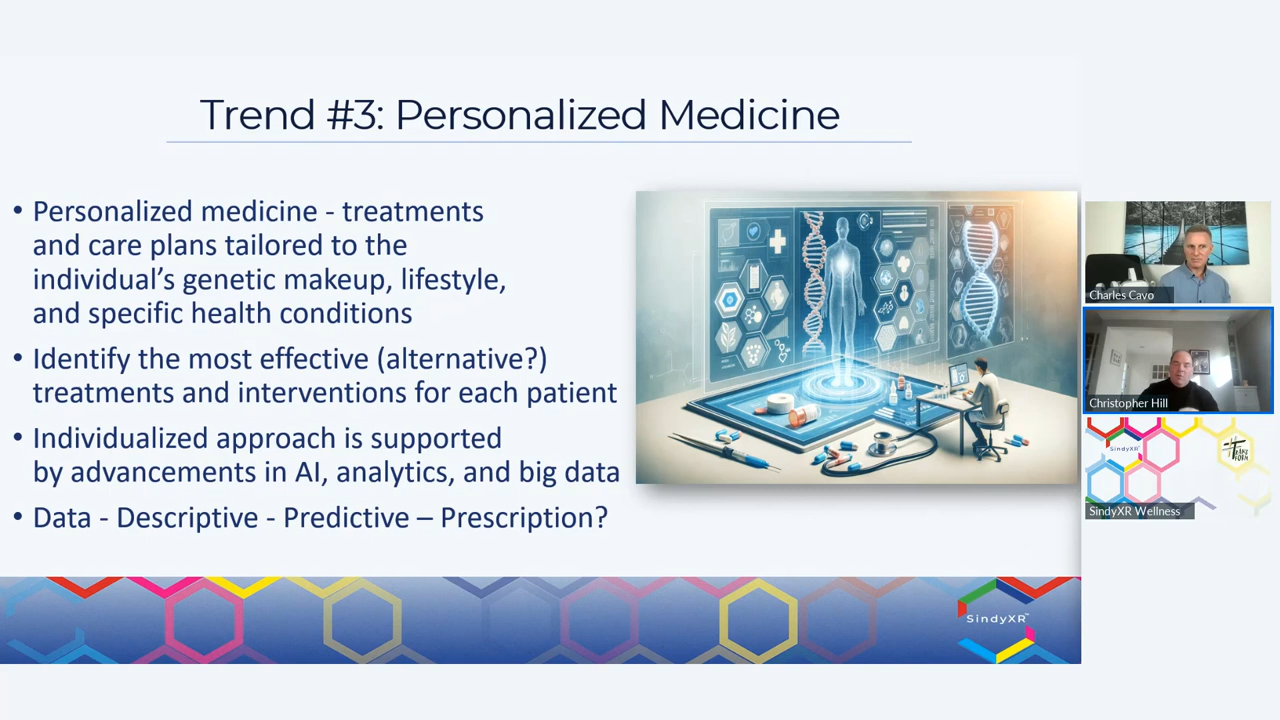 Trend #3: Personalized Medicine
• Personalized medicine - treatments
and care plans tailored to the
individual’s genetic makeup, lifestyle,
and specific health conditions
• Identify the most effective (alternative?)
treatments and interventions for each patient
• Individualized approach is supported
by advancements in AI, analytics, and big data
• Data - Descriptive - Predictive – Prescription?
SindyXR™
Charles Cavo
Christopher Hill
SindyXR
SindyXR Wellness